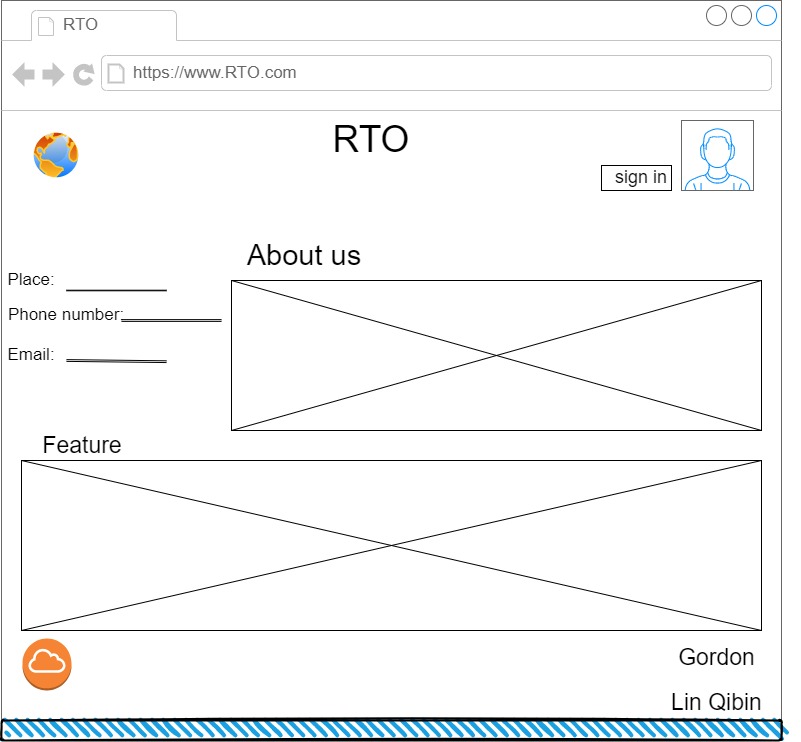 RTO
https://www.RTO.com
RTO
sign in
About us
Place:
Phone number:
Email:
Feature
Gordon
Lin Qibin